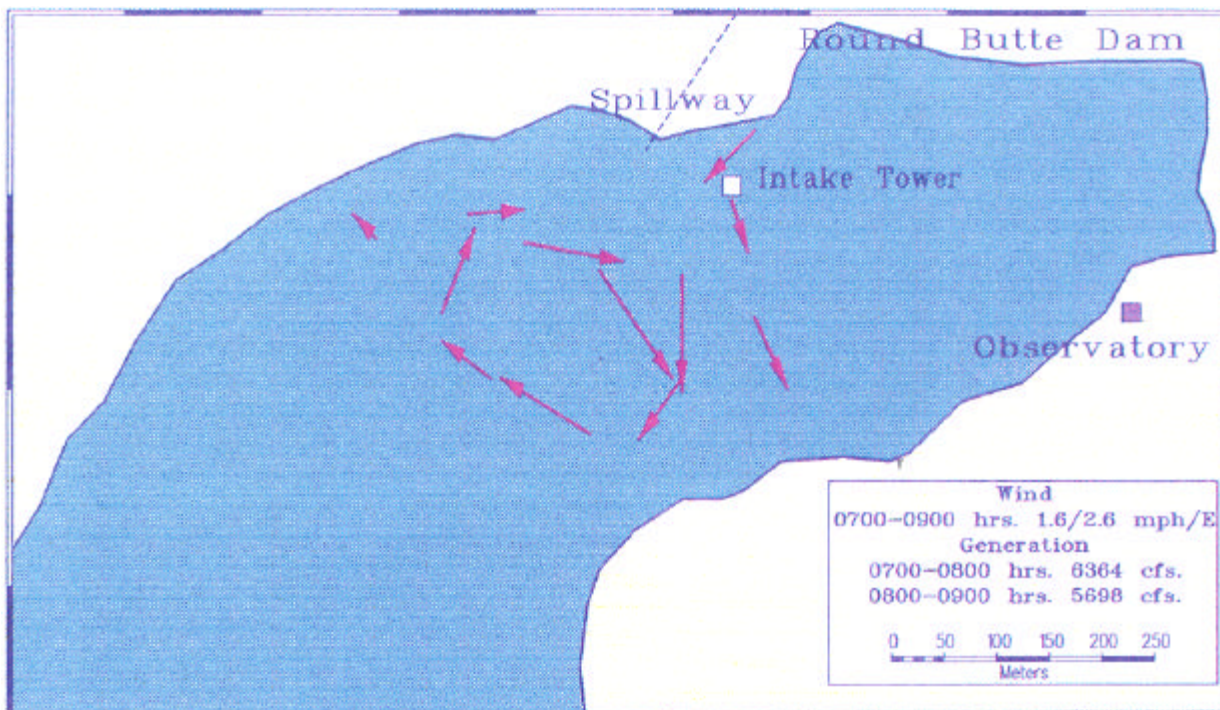 Round Butte Dam
Spillway
Intake Tower
Observatory
Wind
0700-0900 hrs. 1.6/2.6 mph/E
Generation
0700-0800 hrs. 6364 cfs.
0800-0900 hrs. 5698 cfs.
0 50 100 150 200 250
Meters